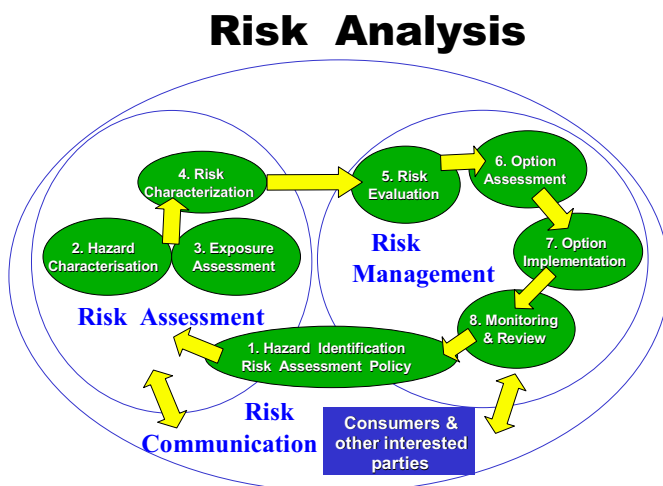 Risk Analysis
4. Risk
Characterization
5. Risk
Evaluation
6. Option
Assessment
2. Hazard
Characterisation
3. Exposure
Assessment
Risk
Management
7. Option
Implementation
Risk Assessment
8. Monitoring
& Review
1. Hazard Identification
Risk Assessment Policy
Risk
Communication
Consumers &
other interested
parties